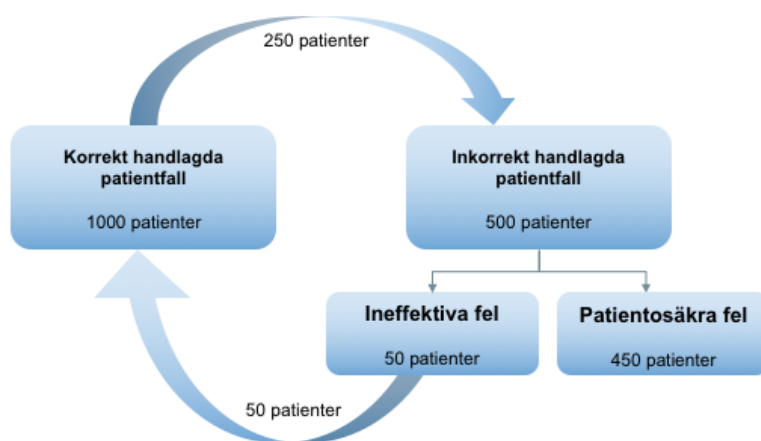 250 patienter
Korrekt handlagda
patientfall
1000 patienter
Inkorrekt handlagda
patientfall
500 patienter
Ineffektiva fel
50 patienter
Patientosäkra fel
450 patienter
50 patienter